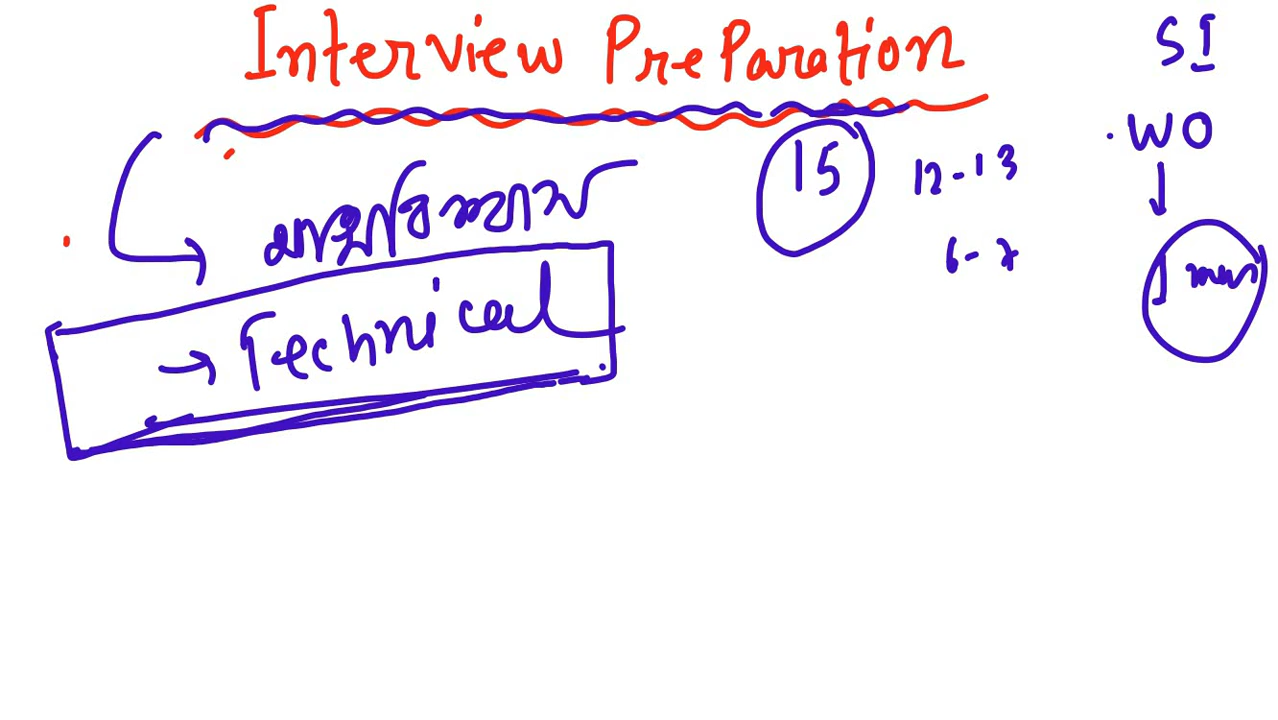 Interview Preparation
SI
WO
15
12-13
6-7
→ Technical